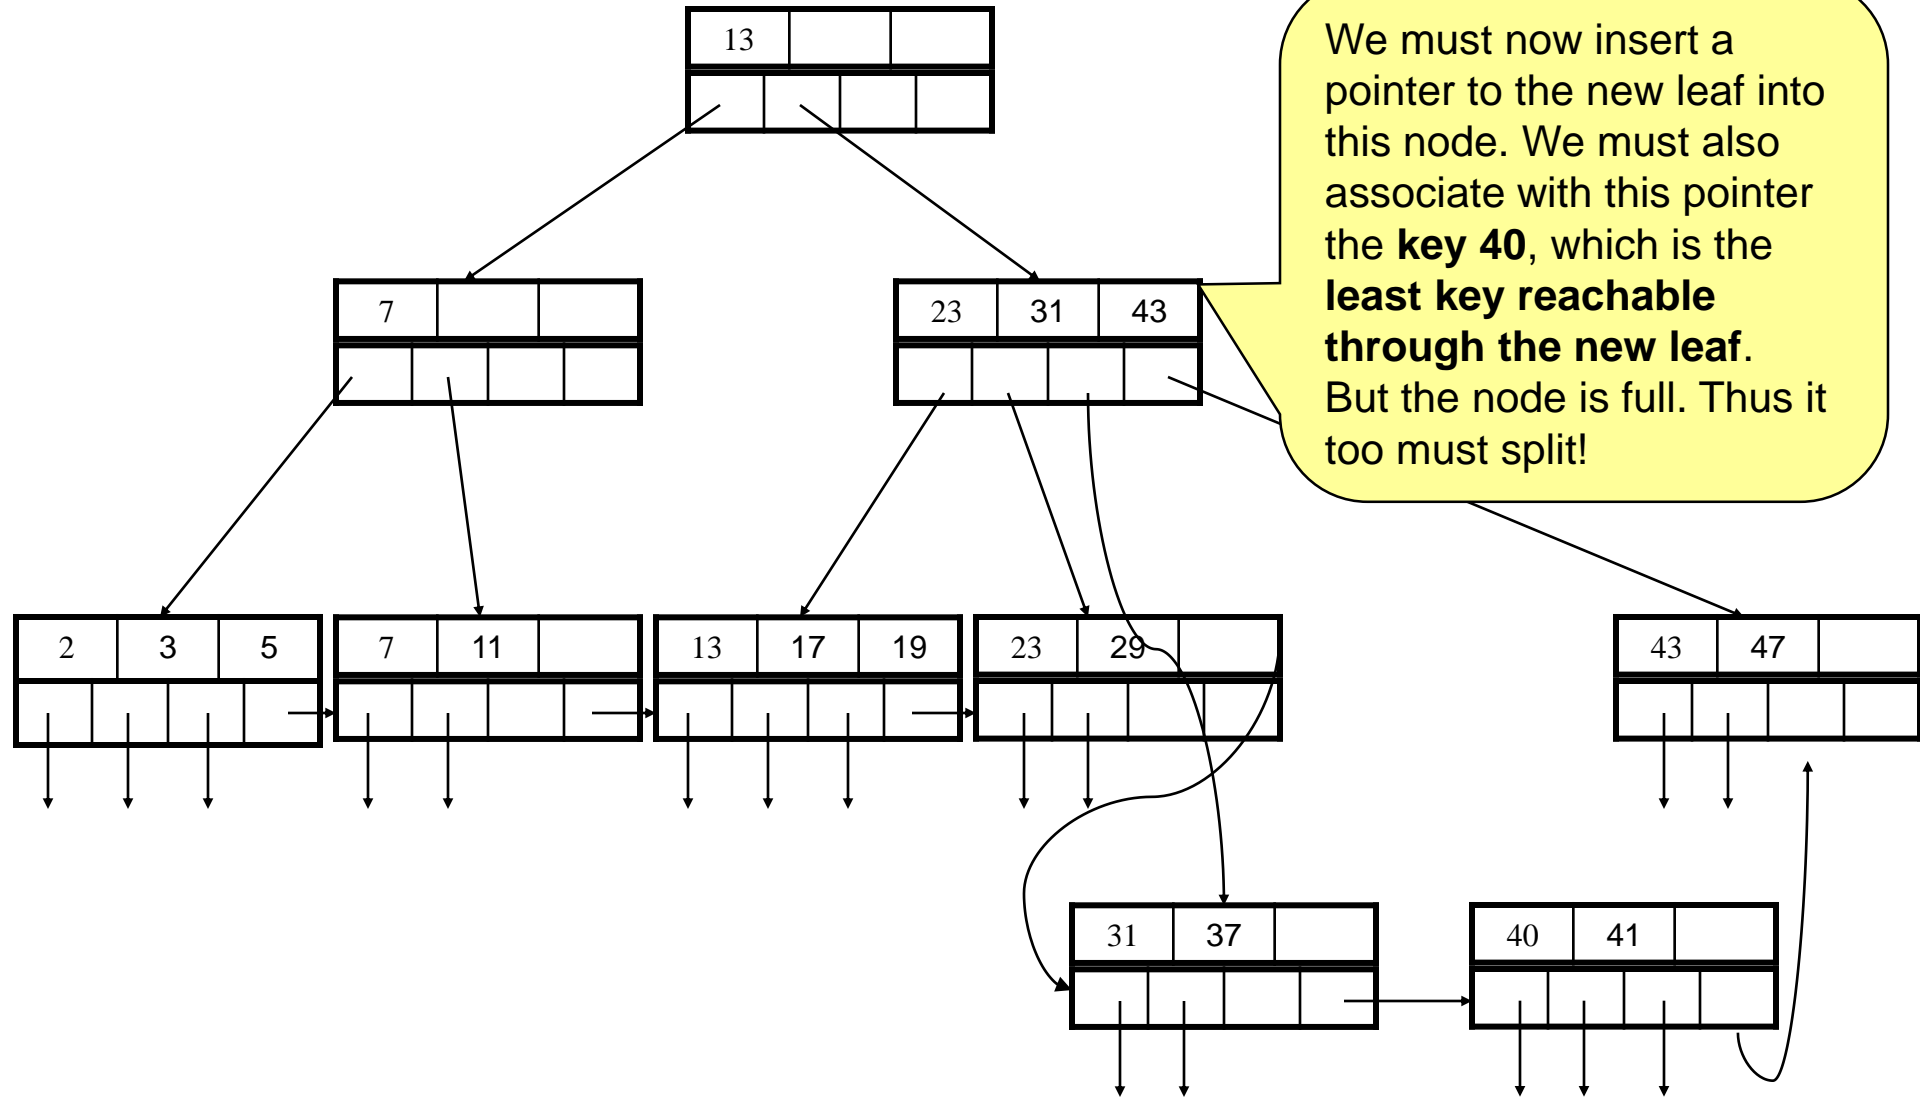 13
We must now insert a
pointer to the new leaf into
this node. We must also
associate with this pointer
the key 40, which is the
least key reachable
through the new leaf.
But the node is full. Thus it
too must split!
7
23 31 43
2 3 5
7 11
13 17 19
23 29
43 47
31 37
40 41